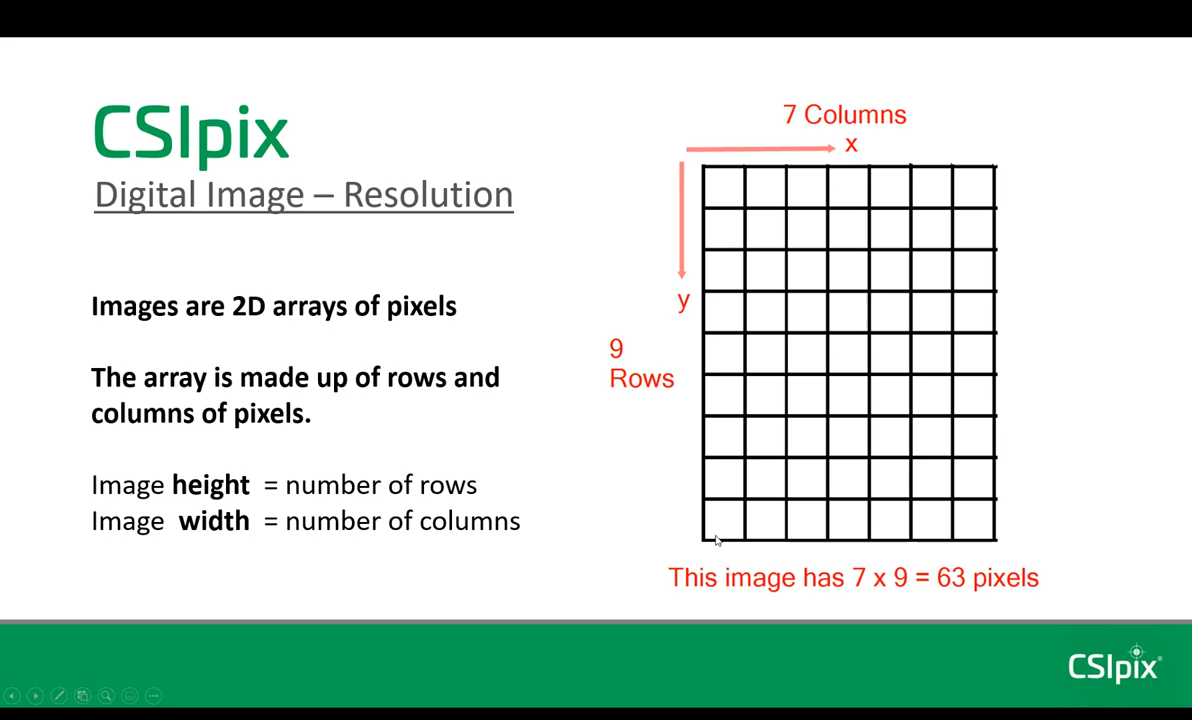 CSIpix
Digital Image – Resolution
Images are 2D arrays of pixels
The array is made up of rows and
columns of pixels.
Image height = number of rows
Image width = number of columns
7 Columns
x
y
9
Rows
This image has 7 x 9 = 63 pixels
CSIpix®